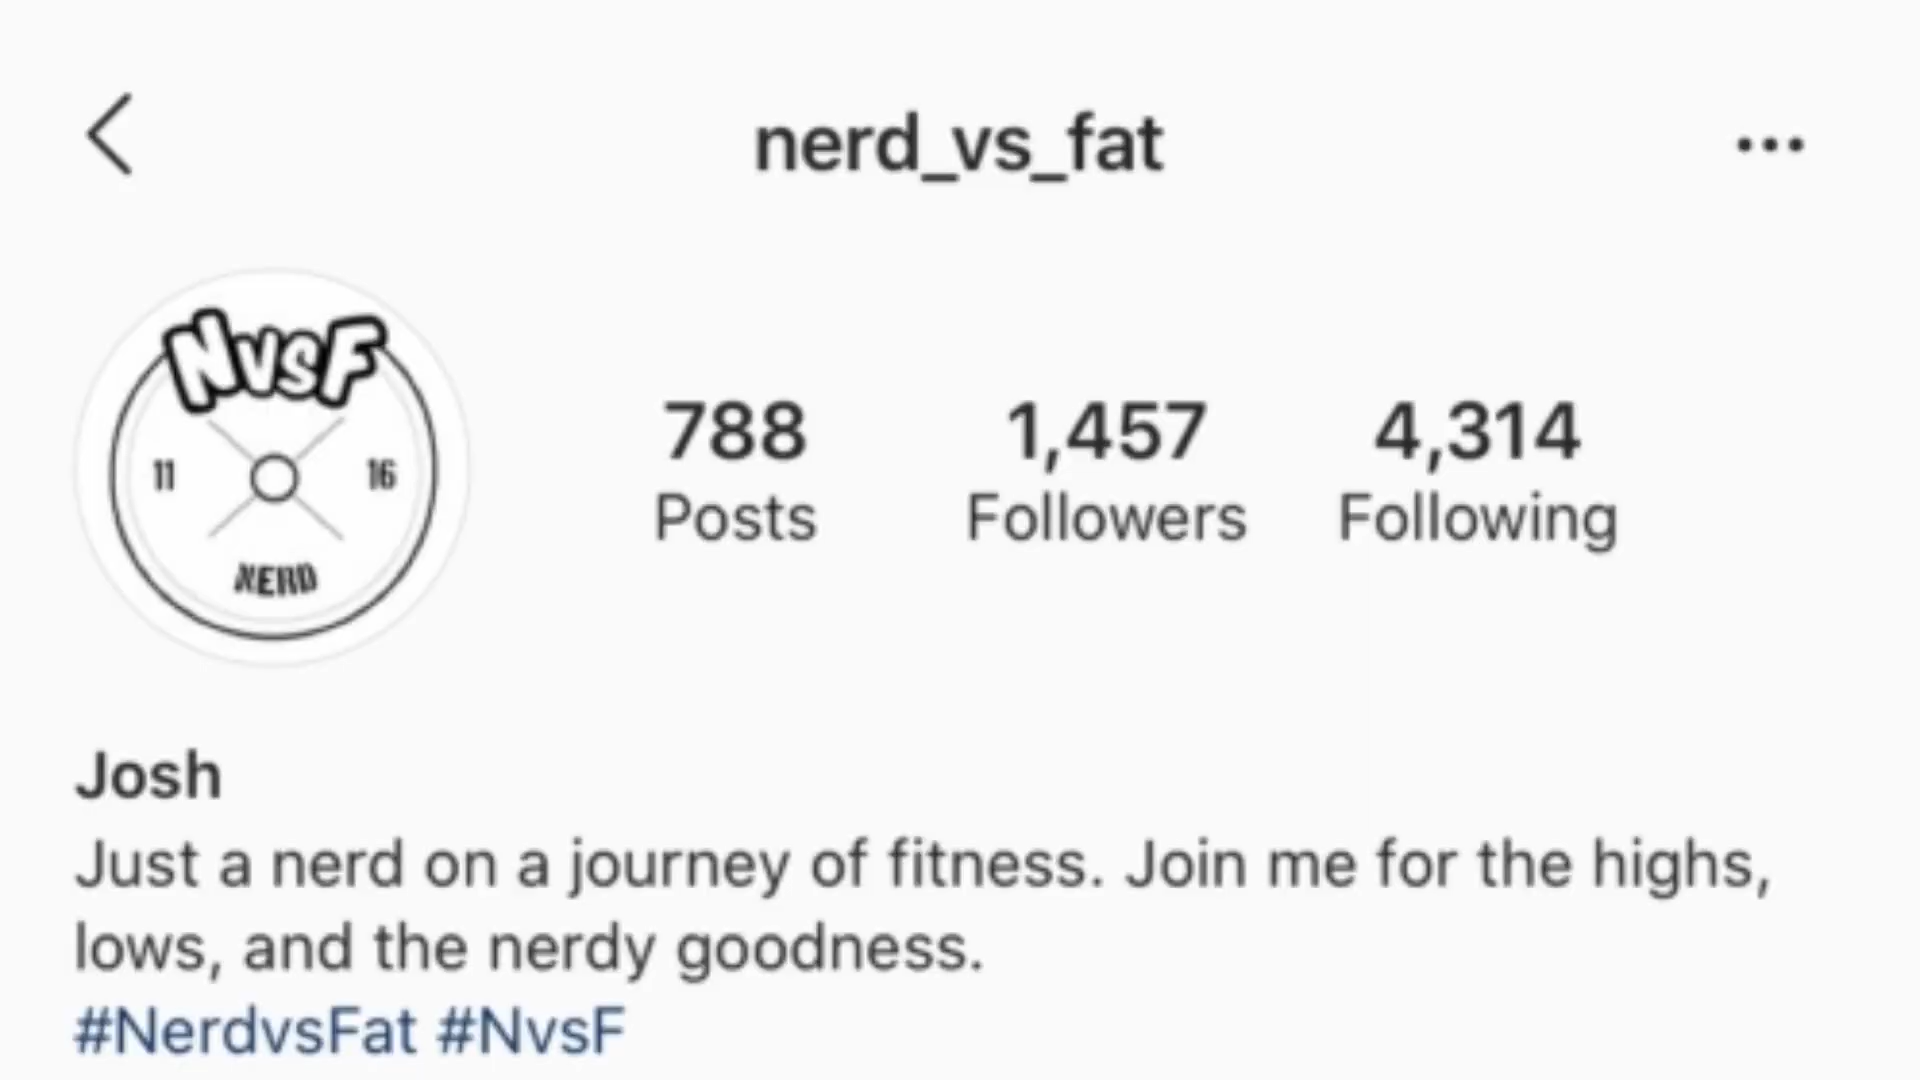 nerd_vs_fat
NvsF
11 16
NERD
788 1,457 4,314
Posts Followers Following
Josh
Just a nerd on a journey of fitness. Join me for the highs,
lows, and the nerdy goodness.
#NerdvsFat #NvsF